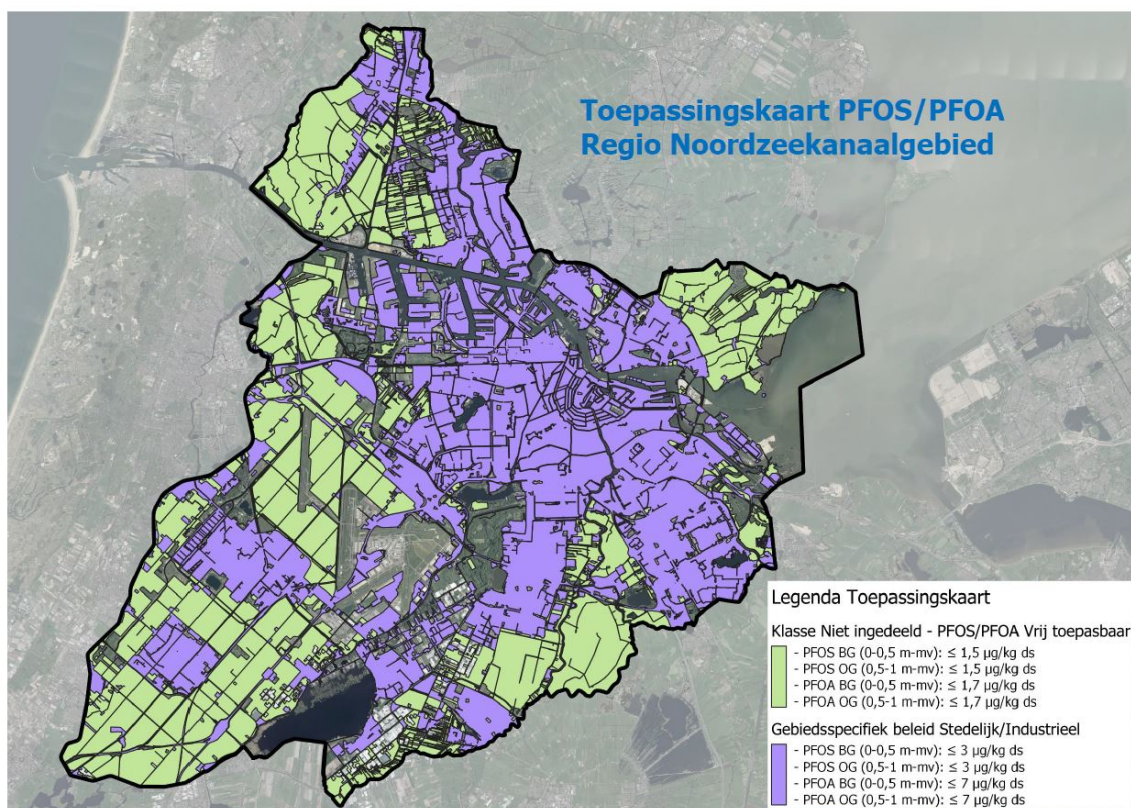 Toepassingskaart PFOS/PFOA
Regio Noordzeekanaalgebied
Legenda Toepassingskaart
Klasse Niet ingedeeld - PFOS/PFOA Vrij toepasbaar
- PFOS BG (0-0,5 m-mv): ≤ 1,5 µg/kg ds
- PFOS OG (0,5-1 m-mv): ≤ 1,5 µg/kg ds
- PFOA BG (0-0,5 m-mv): ≤ 1,7 µg/kg ds
- PFOA OG (0,5-1 m-mv): ≤ 1,7 µg/kg ds
Gebiedsspecifiek beleid Stedelijk/Industrieel
- PFOS BG (0-0,5 m-mv): ≤ 3 µg/kg ds
- PFOS OG (0,5-1 m-mv): ≤ 3 µg/kg ds
- PFOA BG (0-0,5 m-mv): ≤ 7 µg/kg ds
- PFOA OG (0,5-1 m-mv): ≤ 7 µg/kg ds